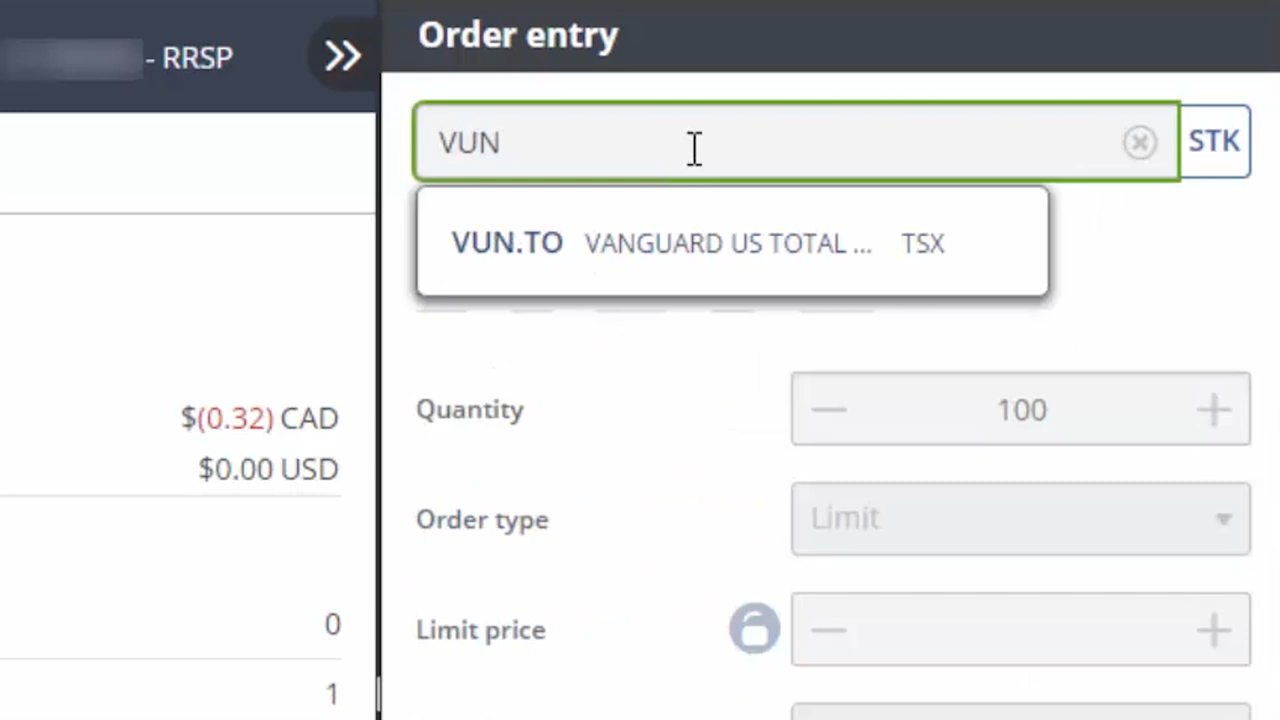 - RRSP
Order entry
VUN
STK
VUN.TO VANGUARD US TOTAL ... TSX
Quantity
100
$(0.32) CAD
$0.00 USD
Order type
Limit
Limit price
0
1